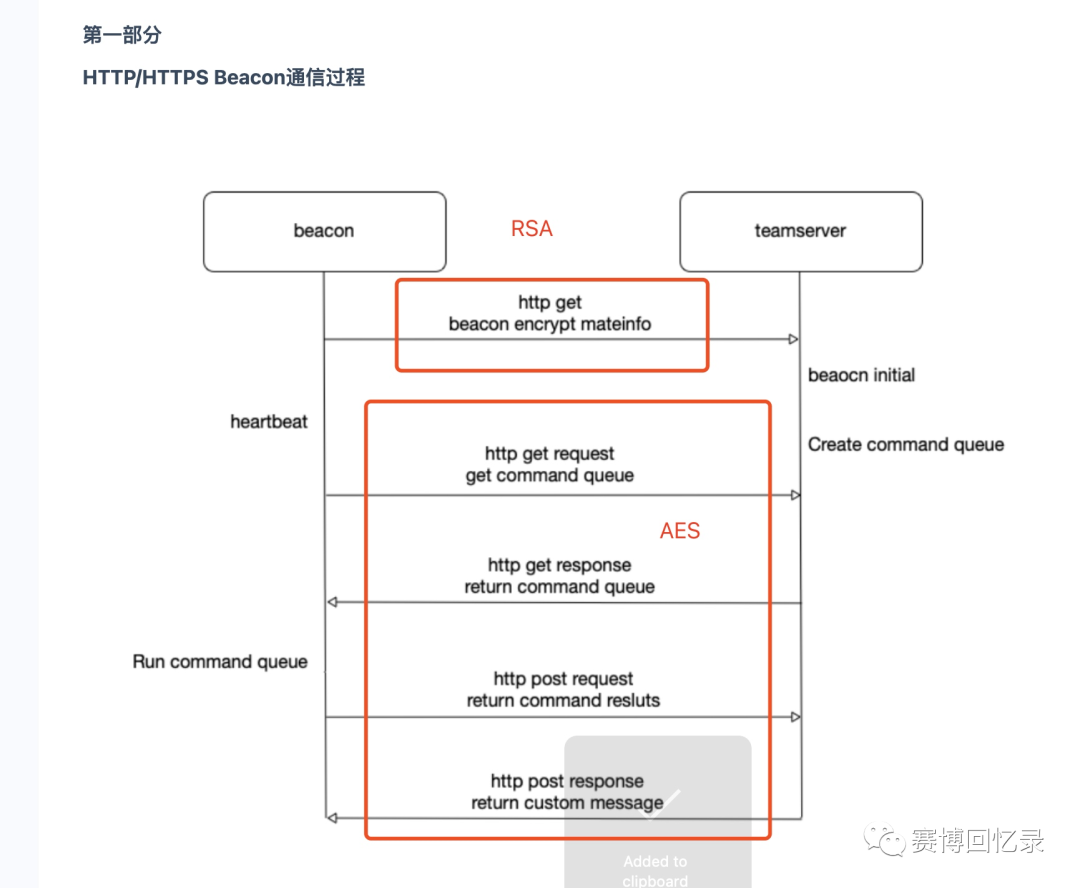 第一部分
HTTP/HTTPS Beacon通信过程
beacon
RSA
teamserver
http get
beacon encrypt mateinfo
beaocn initial
heartbeat
Create command queue
http get request
get command queue
AES
http get response
return command queue
Run command queue
http post request
return command resluts
http post response
return custom message
赛博回忆录
Added to
clipboard